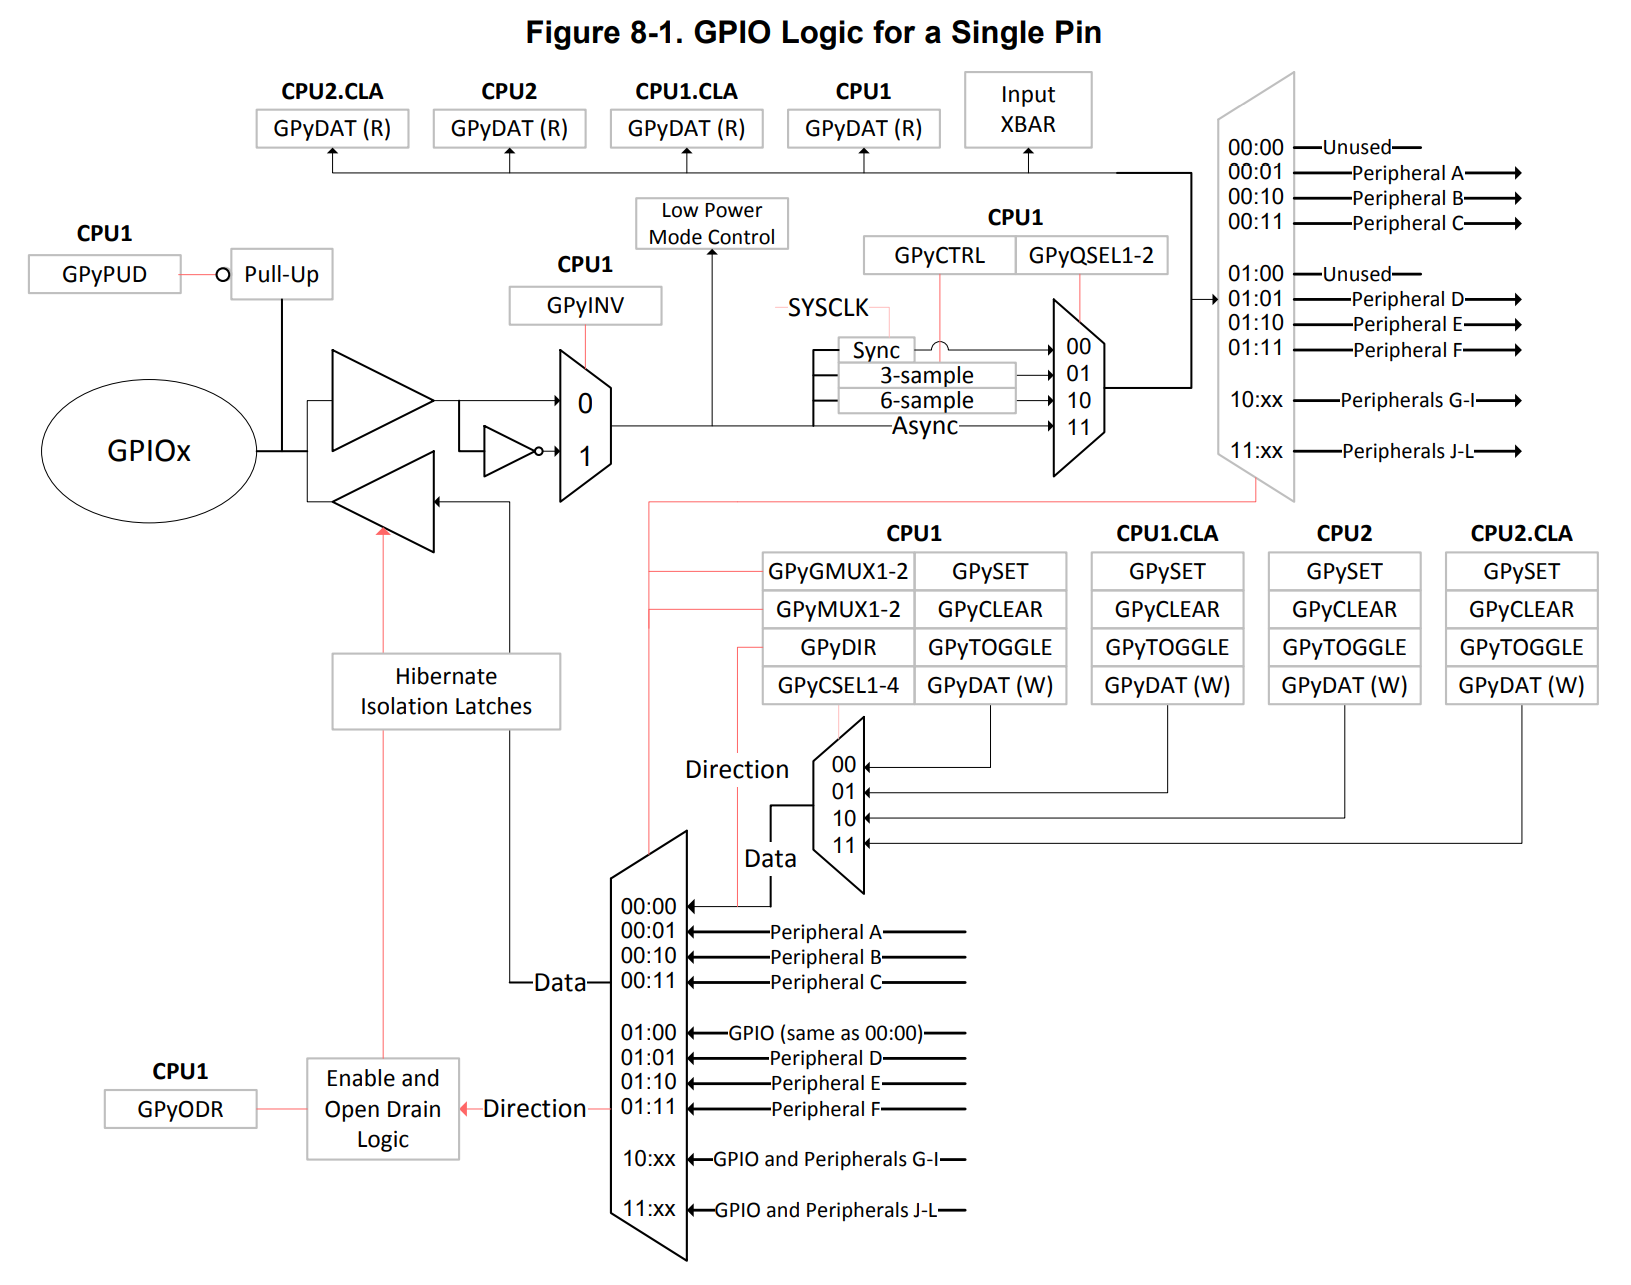 Figure 8-1. GPIO Logic for a Single Pin
CPU2.CLA
GPyDAT (R)
CPU2
GPyDAT (R)
CPU1.CLA
GPyDAT (R)
CPU1
GPyDAT (R)
Input
XBAR
00:00
00:01
00:10
00:11
01:00
01:01
01:10
01:11
10:xx
11:xx
Unused
Peripheral A
Peripheral B
Peripheral C
Unused
Peripheral D
Peripheral E
Peripheral F
Peripherals G-I
Peripherals J-L
Low Power
Mode Control
CPU1
GPyCTRL
GPyQSEL1-2
CPU1
GPyPUD
Pull-Up
CPU1
GPyINV
SYSCLK
Sync
3-sample
6-sample
Async
00
01
10
11
0
1
GPIOx
CPU1
GPyGMUX1-2
GPySET
GPyMUX1-2
GPyCLEAR
GPyDIR
GPyTOGGLE
GPyCSEL1-4
GPyDAT (W)
CPU1.CLA
GPySET
GPyCLEAR
GPyTOGGLE
GPyDAT (W)
CPU2
GPySET
GPyCLEAR
GPyTOGGLE
GPyDAT (W)
CPU2.CLA
GPySET
GPyCLEAR
GPyTOGGLE
GPyDAT (W)
Hibernate
Isolation Latches
Direction
00
01
10
11
Data
00:00
00:01
00:10
00:11
01:00
01:01
01:10
01:11
10:xx
11:xx
Peripheral A
Peripheral B
Peripheral C
GPIO (same as 00:00)
Peripheral D
Peripheral E
Peripheral F
GPIO and Peripherals G-I
GPIO and Peripherals J-L
Data
CPU1
GPyODR
Enable and
Open Drain
Logic
Direction